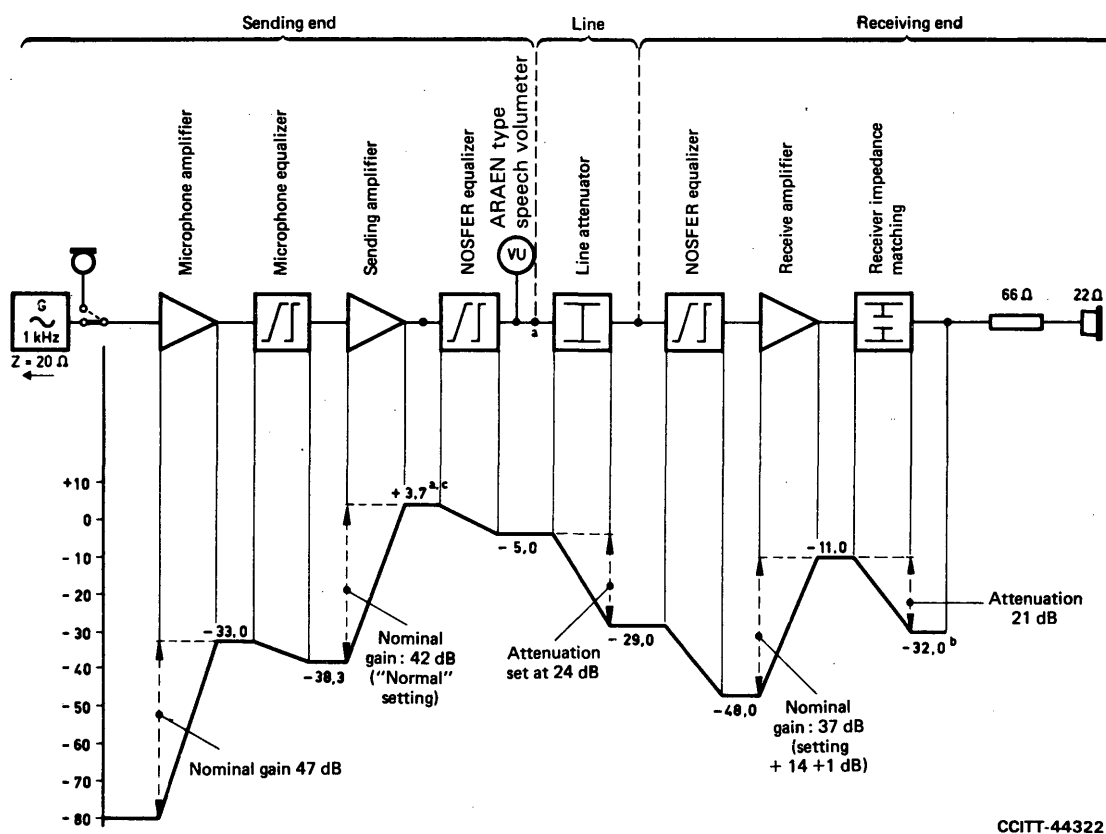 Sending end
Line
Receiving end
Microphone amplifier
Microphone equalizer
Sending amplifier
NOSFER equalizer
ARAEN type
speech volumeter
Line attenuator
NOSFER equalizer
Receive amplifier
Receiver impedance
matching
VU
G
1 kHz
Z = 20 Ω
a
66 Ω
22 Ω
+10
0
-10
-20
-30
-40
-50
-60
-70
-80
+ 3,7 a,c
- 5,0
- 11,0
- 33,0
- 38,3
- 29,0
- 48,0
- 32,0 b
Nominal gain 47 dB
Nominal
gain : 42 dB
("Normal"
setting)
Attenuation
set at 24 dB
Nominal
gain : 37 dB
(setting
+ 14 +1 dB)
Attenuation
21 dB
CCITT-44322